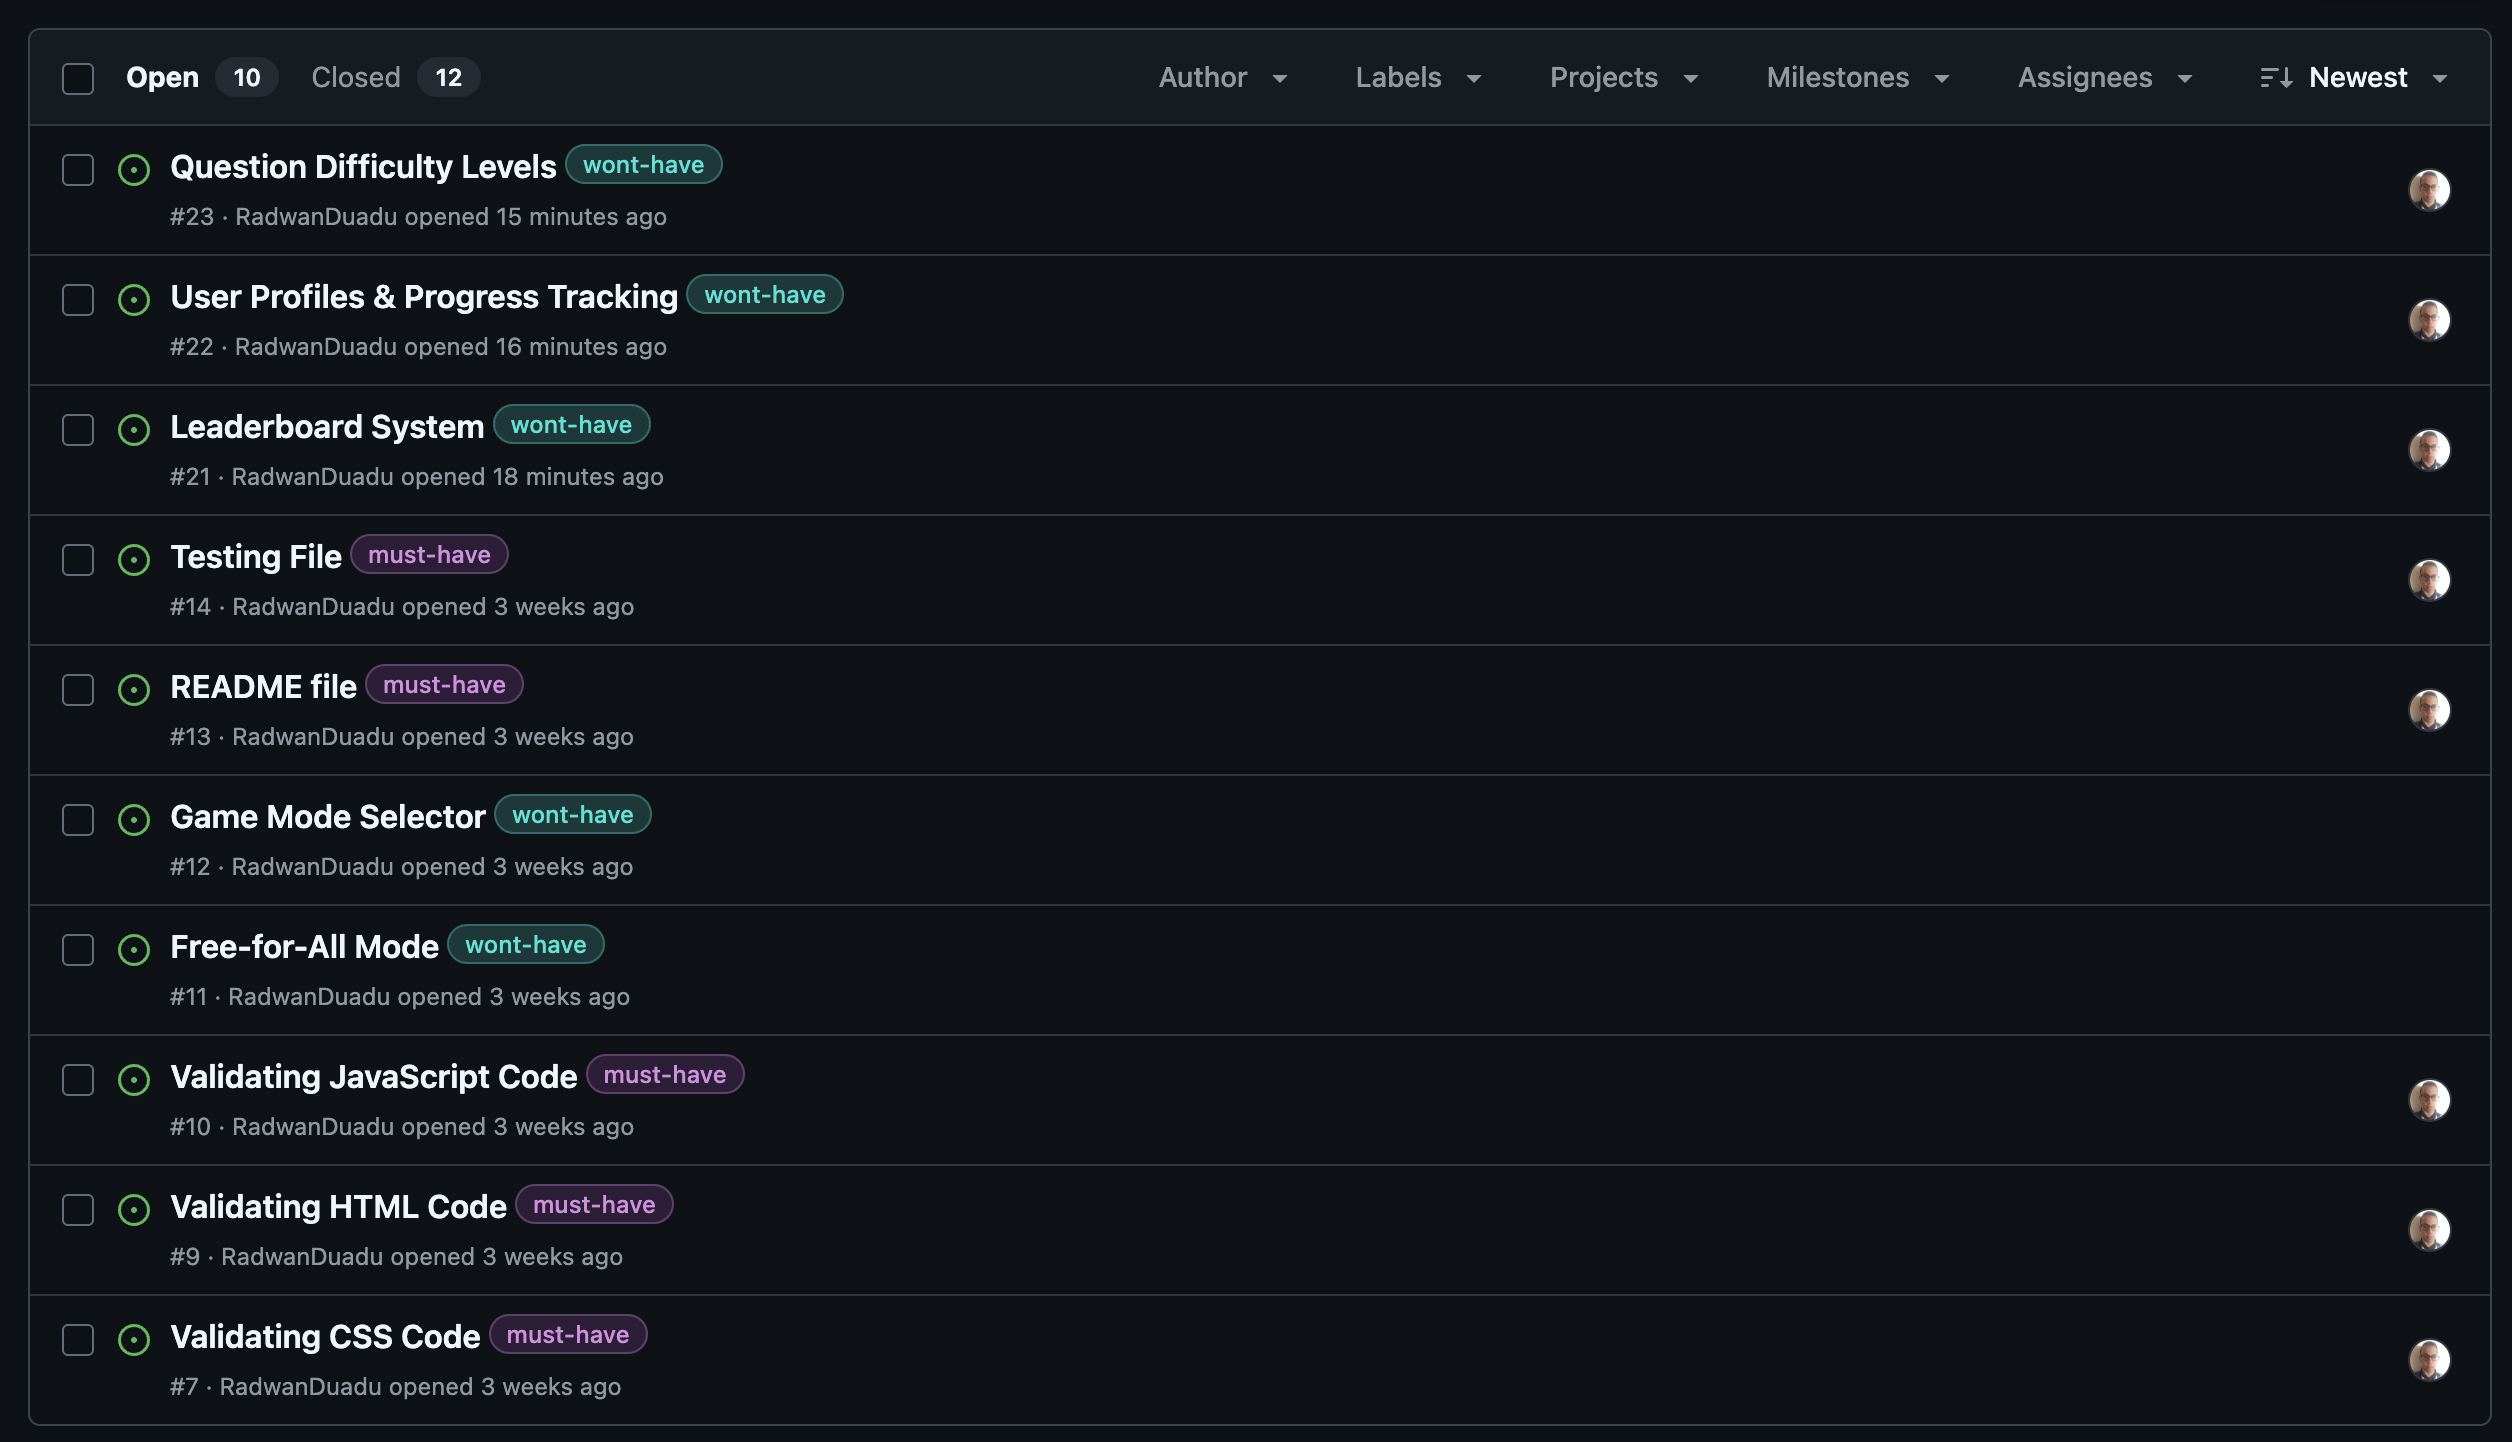 Open 10 Closed 12 Author Labels Projects Milestones Assignees Newest
Question Difficulty Levels wont-have
#23 · RadwanDuadu opened 15 minutes ago
User Profiles & Progress Tracking wont-have
#22 · RadwanDuadu opened 16 minutes ago
Leaderboard System wont-have
#21 · RadwanDuadu opened 18 minutes ago
Testing File must-have
#14 · RadwanDuadu opened 3 weeks ago
README file must-have
#13 · RadwanDuadu opened 3 weeks ago
Game Mode Selector wont-have
#12 · RadwanDuadu opened 3 weeks ago
Free-for-All Mode wont-have
#11 · RadwanDuadu opened 3 weeks ago
Validating JavaScript Code must-have
#10 · RadwanDuadu opened 3 weeks ago
Validating HTML Code must-have
#9 · RadwanDuadu opened 3 weeks ago
Validating CSS Code must-have
#7 · RadwanDuadu opened 3 weeks ago